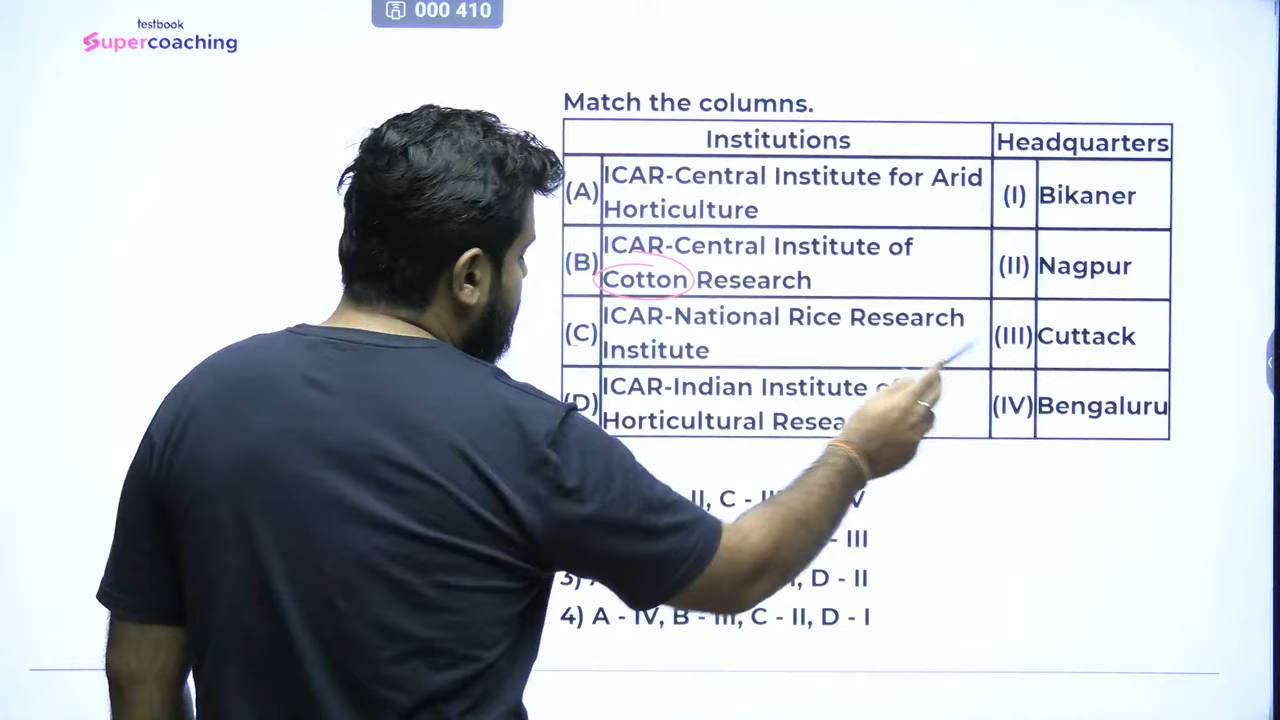 testbook
Supercoaching
000 410
Match the columns.
Institutions
Headquarters
(A)
ICAR-Central Institute for Arid
Horticulture
(I)
Bikaner
(B)
ICAR-Central Institute of
Cotton Research
(II)
Nagpur
(C)
ICAR-National Rice Research
Institute
(III)
Cuttack
(D)
ICAR-Indian Institute
Horticultural
(IV)
Bengaluru
II, C -
- III
3)
D - II
4) A - IV, B - III, C - II, D - I